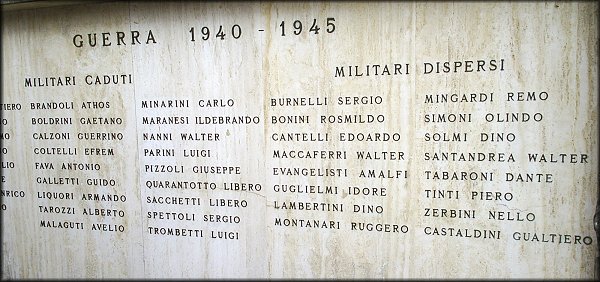 GUERRA 1940 - 1945
MILITARI CADUTI
BRANDOLI ATHOS
BOLDRINI GAETANO
CALZONI GUERRINO
COLTELLI EFREM
FAVA ANTONIO
GALLETTI GUIDO
LIQUORI ARMANDO
TAROZZI ALBERTO
MALAGUTI AVELIO
MINARINI CARLO
MARANESI ILDEBRANDO
NANNI WALTER
PARINI LUIGI
PIZZOLI GIUSEPPE
QUARANTOTTO LIBERO
SACCHETTI LIBERO
SPETTOLI SERGIO
TROMBETTI LUIGI
MILITARI DISPERSI
BURNELLI SERGIO
BONINI ROSMILDO
CANTELLI EDOARDO
MACCAFERRI WALTER
EVANGELISTI AMALFI
GUGLIELMI IDORE
LAMBERTINI DINO
MONTANARI RUGGERO
MINGARDI REMO
SIMONI OLINDO
SOLMI DINO
SANTANDREA WALTER
TABARONI DANTE
TINTI PIERO
ZERBINI NELLO
CASTALDINI GUALTIERO